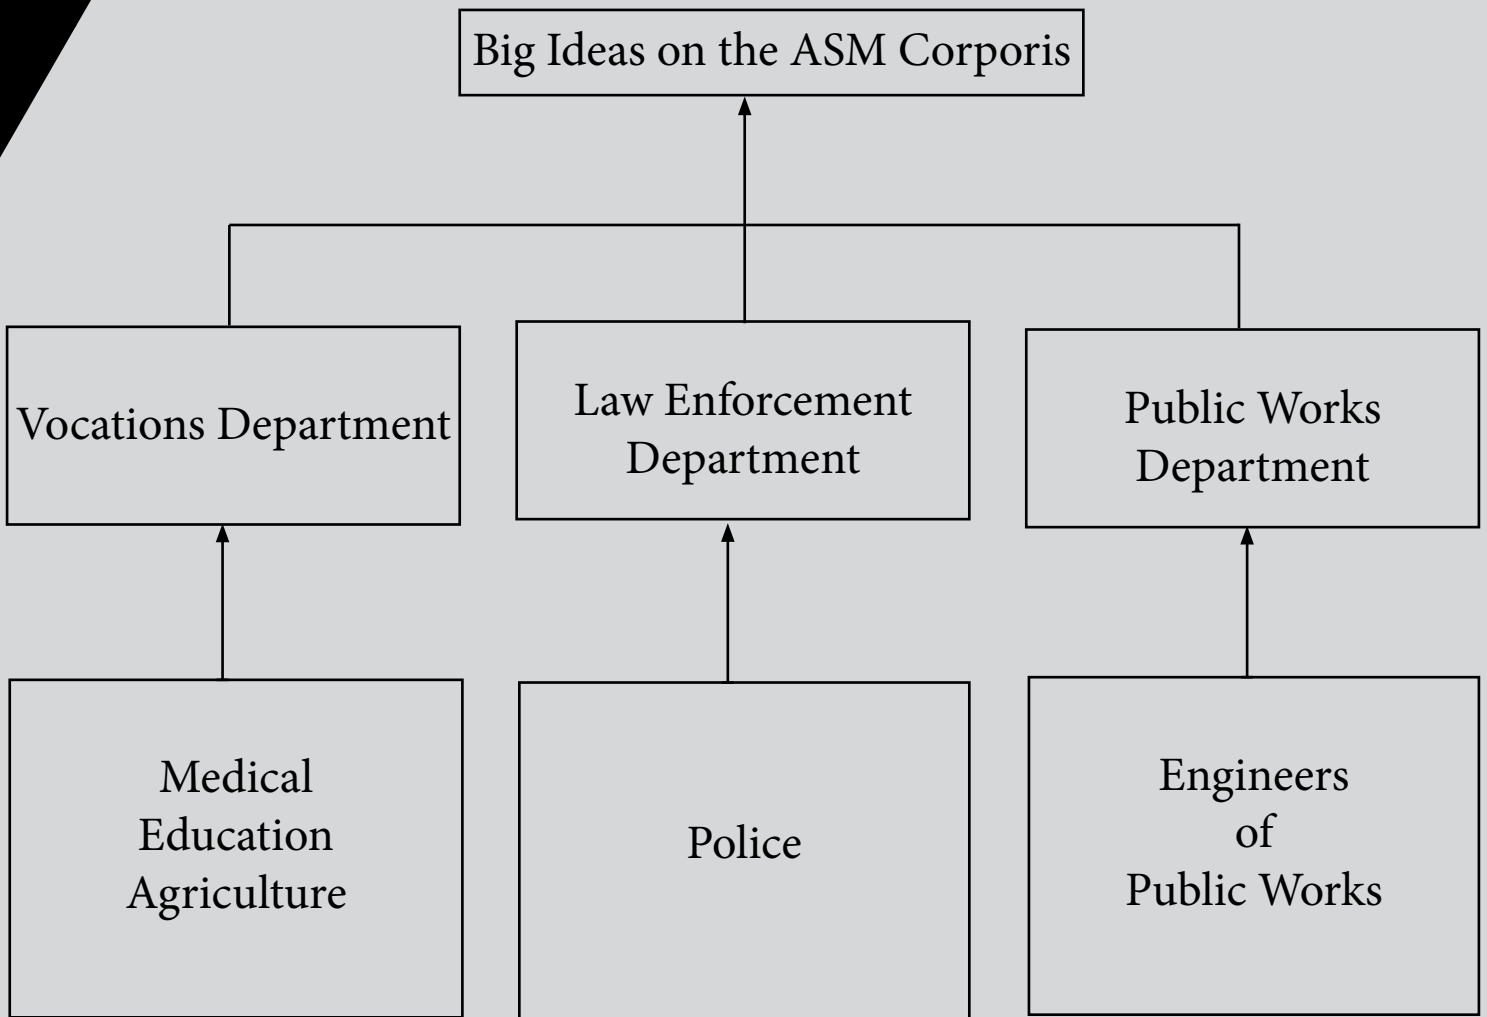 Big Ideas on the ASM Corporis
Vocations Department
Law Enforcement
Department
Public Works
Department
Medical
Education
Agriculture
Police
Engineers
of
Public Works